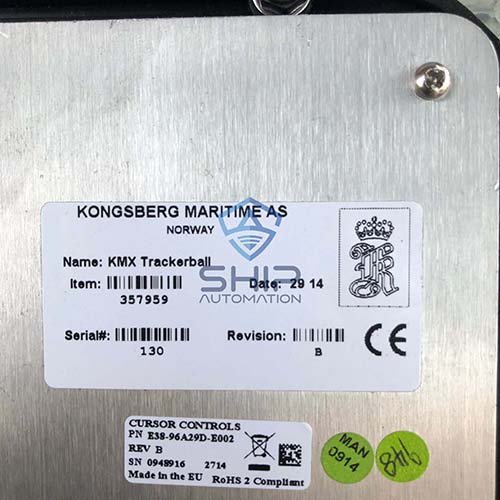 KONGSBERG MARITIME AS
NORWAY
Name: KMX Trackerball
Item:
357959
Date: 29 14
SHIP
AUTOMATION
Serial#:
130
Revision:
B
CE
CURSOR CONTROLS
PN E38-96A29D-E002
REV B
SN 0948916 2714
Made in the EU RoHS 2 Compliant
MAN
0914